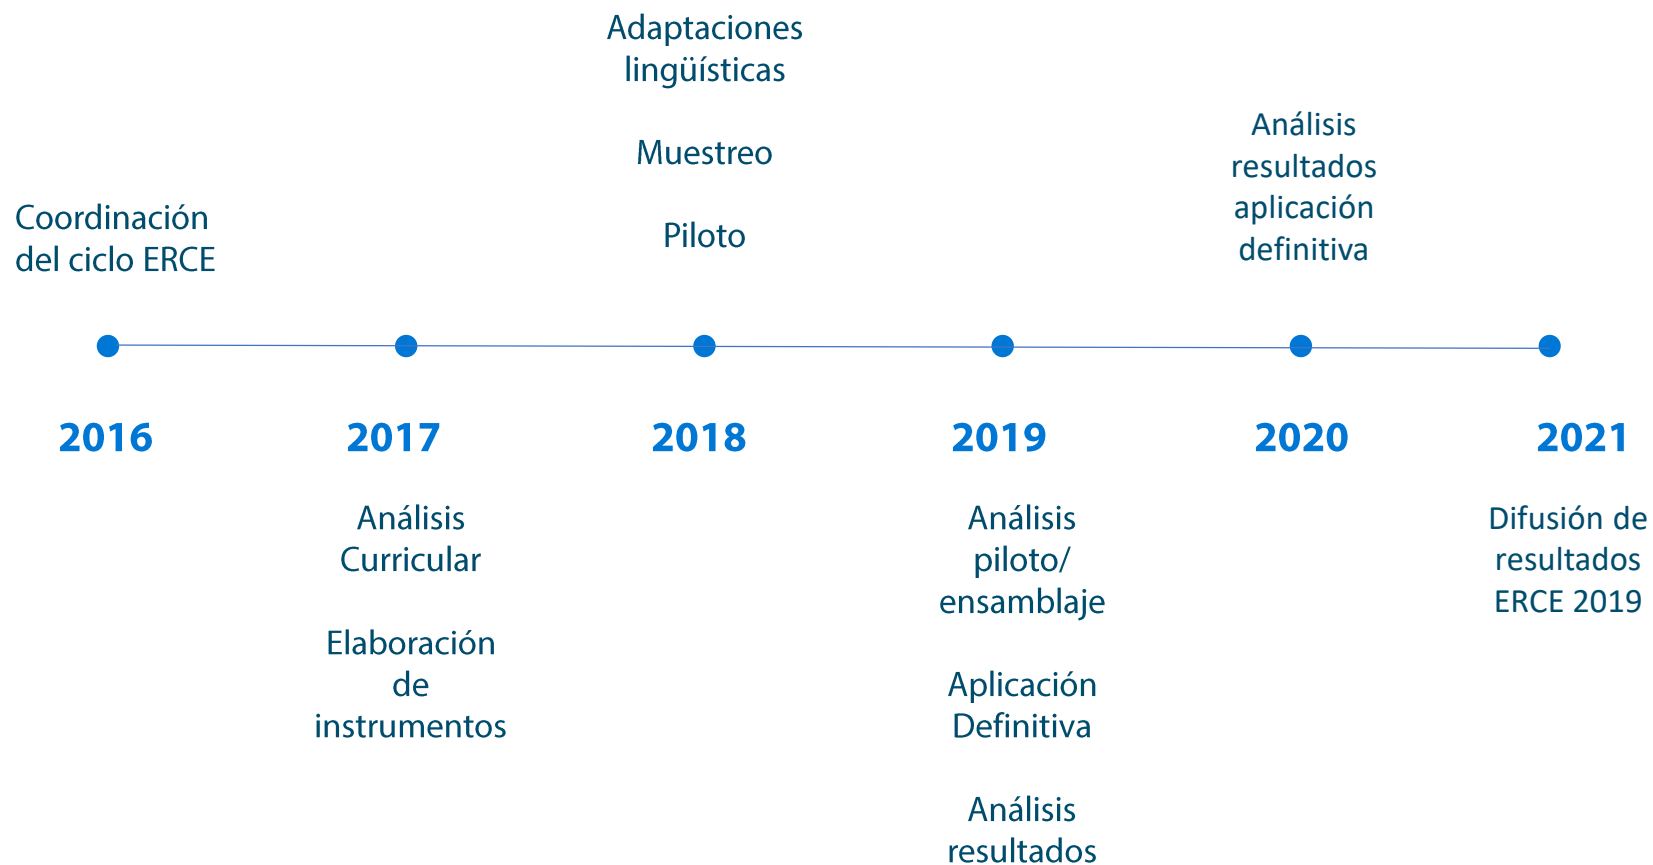 Adaptaciones
lingüísticas
Muestreo
Piloto
Análisis
resultados
aplicación
definitiva
Coordinación
del ciclo ERCE
2016
2017
2018
2019
2020
2021
Análisis
Curricular
Elaboración
de
instrumentos
Análisis
piloto/
ensamblaje
Aplicación
Definitiva
Análisis
resultados
Difusión de
resultados
ERCE 2019